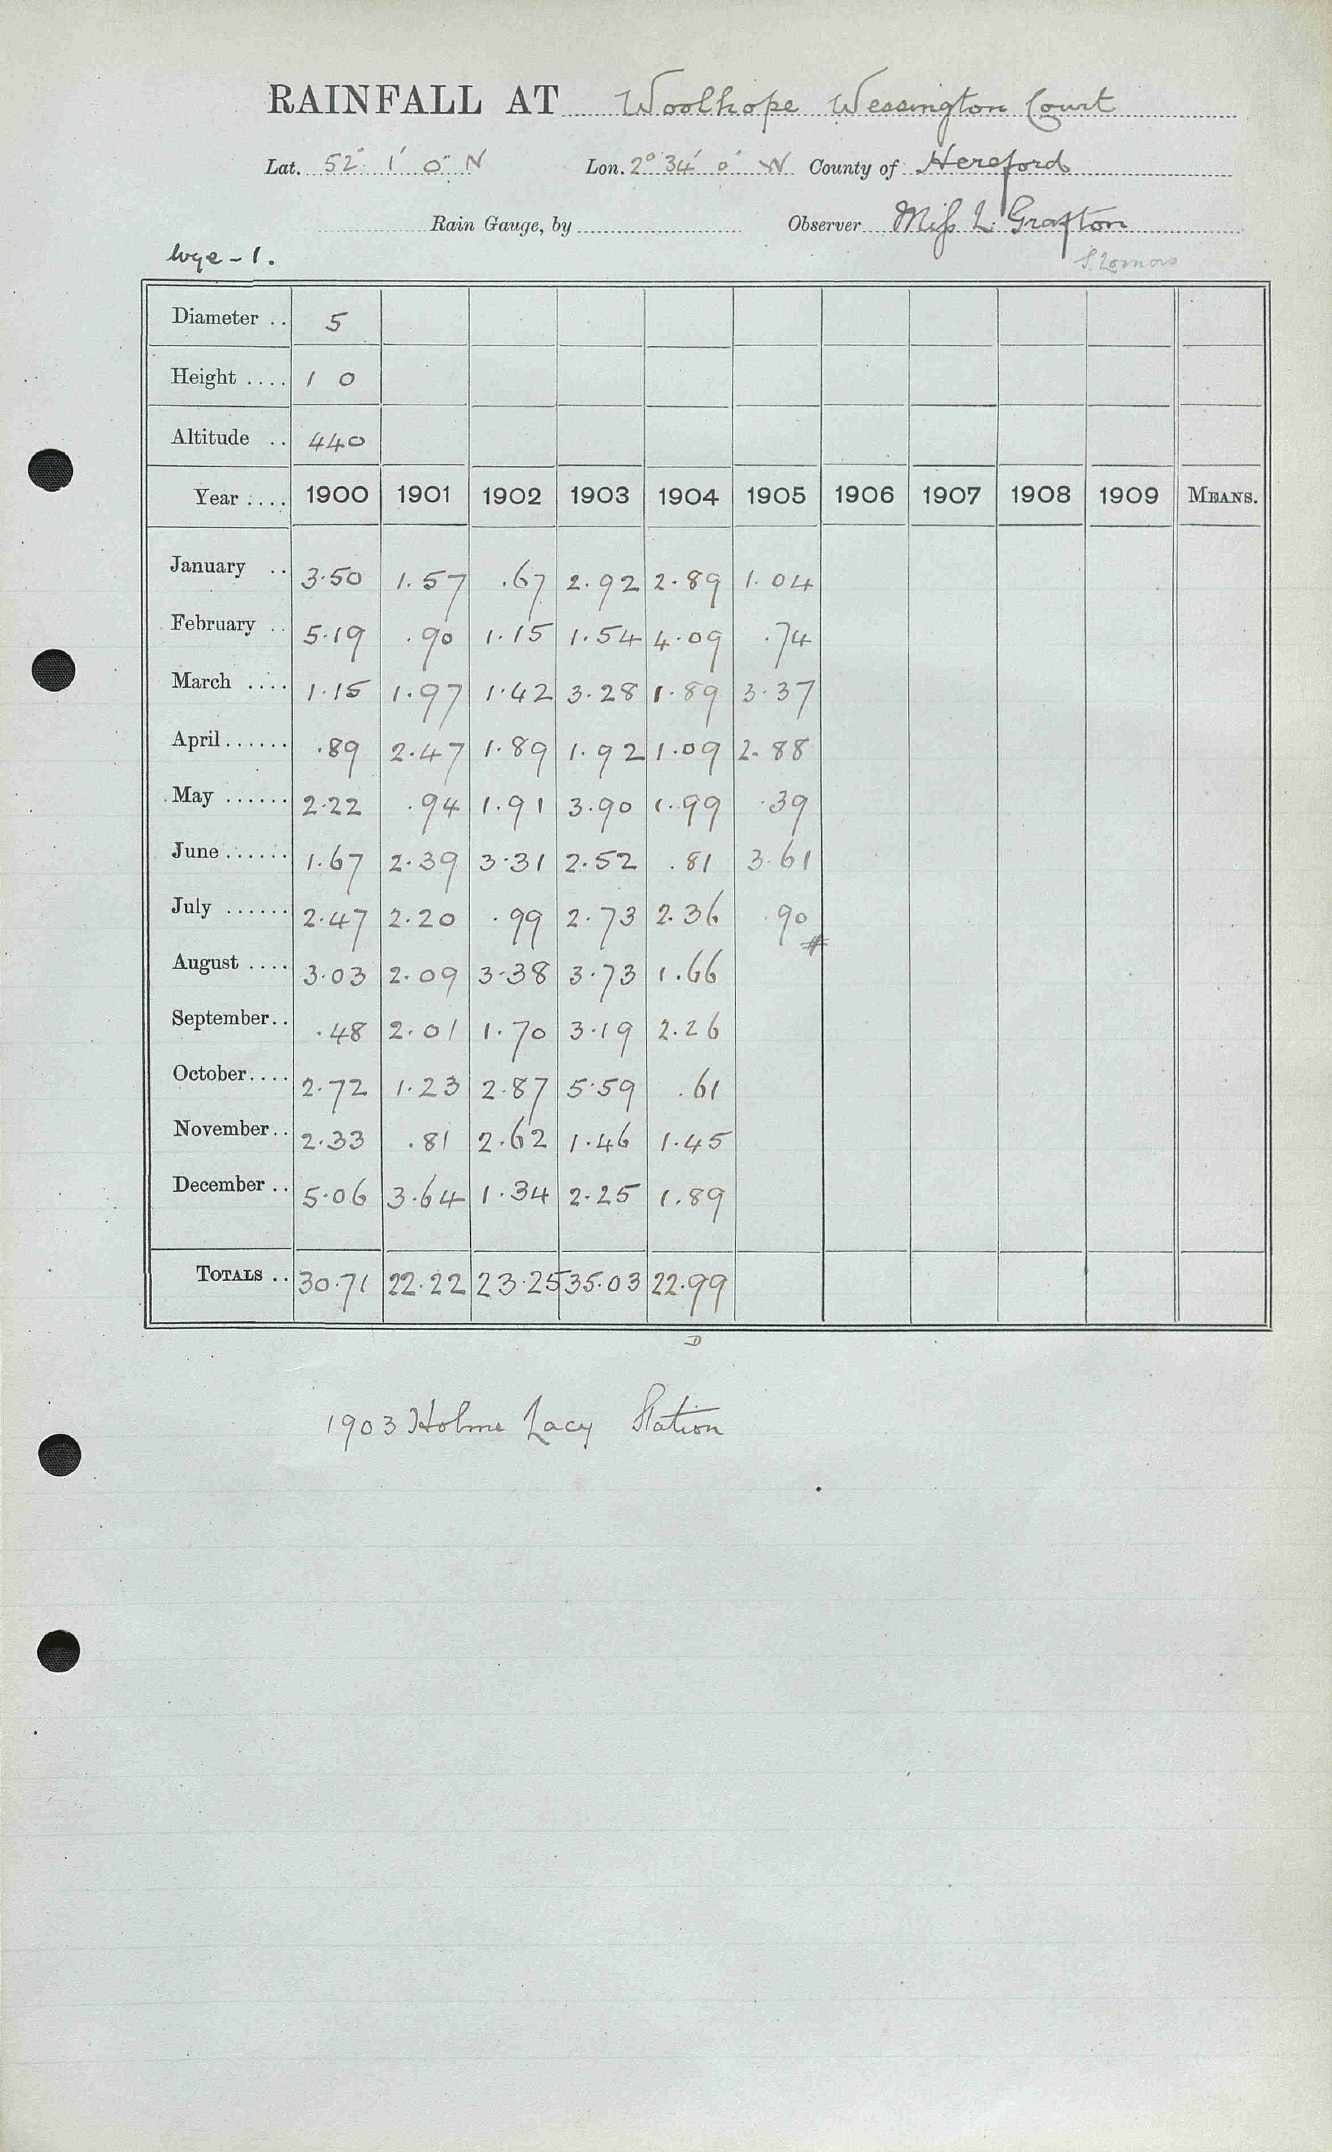 RAINFALL AT Woolhope Wessington Court
Lat. 52° 1' 0" N Lon. 2° 34' 0" W County of Hereford
Rain Gauge, by Observer Miss L. Grafton
Wye - 1.
Diameter .. 5
Height .... 1 0
Altitude .. 440
Year .... 1900 1901 1902 1903 1904 1905 1906 1907 1908 1909 MEANS.
January .. 3.50 1.57 .67 2.92 2.89 1.04
February .. 5.19 .90 1.15 1.54 4.09 .74
March .... 1.15 1.97 1.42 3.28 1.89 3.37
April ...... .89 2.47 1.89 1.92 1.09 2.88
May ...... 2.22 .94 1.91 3.90 1.99 .39
June ...... 1.67 2.39 3.31 2.52 .81 3.61
July ...... 2.47 2.20 .99 2.73 2.36 .90
#
August .... 3.03 2.09 3.38 3.73 1.66
September.. .48 2.01 1.70 3.19 2.26
October.... 2.72 1.23 2.87 5.59 .61
November.. 2.33 .81 2.62 1.46 1.45
December .. 5.06 3.64 1.34 2.25 1.89
TOTALS .. 30.71 22.22 23.25 35.03 22.99
D
1903 Holme Lacy Station